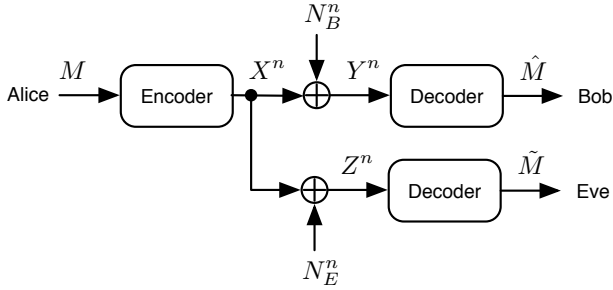 N_B^n
Alice M Encoder X^n Y^n Decoder M̂ Bob
Z^n Decoder M̃ Eve
N_E^n